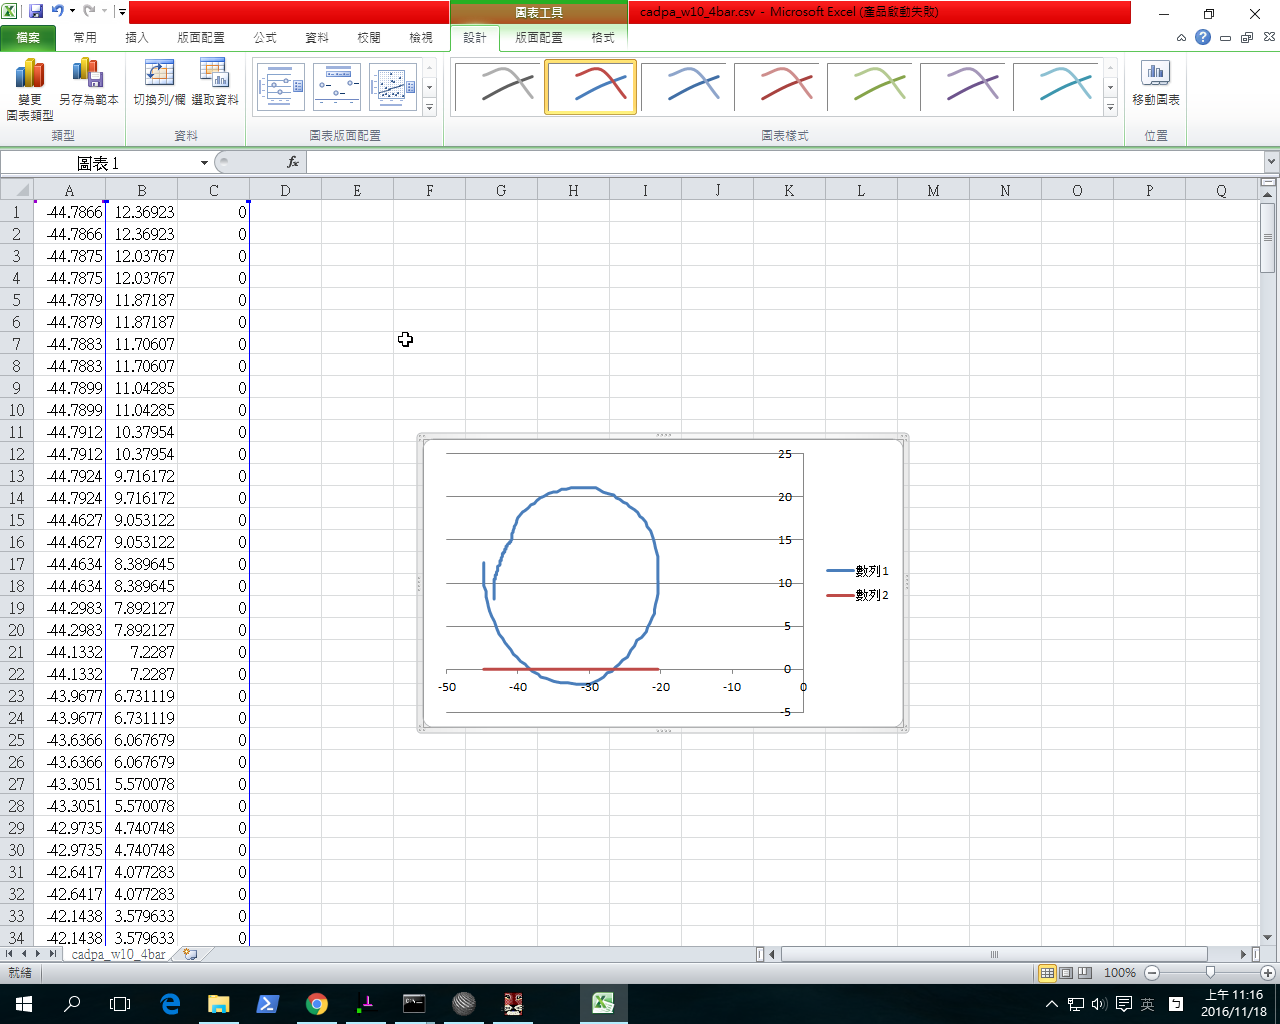 圖表工具
cadpa_w10_4bar.csv - Microsoft Excel (產品啟動失敗)
檔案 常用 插入 版面配置 公式 資料 校閱 檢視 設計 版面配置 格式
變更
圖表類型 另存為範本 切換列/欄 選取資料 移動圖表
類型 資料 圖表版面配置 圖表樣式 位置
圖表 1 fx
A B C D E F G H I J K L M N O P Q
1 -44.7866 12.36923 0
2 -44.7866 12.36923 0
3 -44.7875 12.03767 0
4 -44.7875 12.03767 0
5 -44.7879 11.87187 0
6 -44.7879 11.87187 0
7 -44.7883 11.70607 0
8 -44.7883 11.70607 0
9 -44.7899 11.04285 0
10 -44.7899 11.04285 0
11 -44.7912 10.37954 0
12 -44.7912 10.37954 0
13 -44.7924 9.716172 0
14 -44.7924 9.716172 0
15 -44.4627 9.053122 0
16 -44.4627 9.053122 0
17 -44.4634 8.389645 0
18 -44.4634 8.389645 0
19 -44.2983 7.892127 0
20 -44.2983 7.892127 0
21 -44.1332 7.2287 0
22 -44.1332 7.2287 0
23 -43.9677 6.731119 0
24 -43.9677 6.731119 0
25 -43.6366 6.067679 0
26 -43.6366 6.067679 0
27 -43.3051 5.570078 0
28 -43.3051 5.570078 0
29 -42.9735 4.740748 0
30 -42.9735 4.740748 0
31 -42.6417 4.077283 0
32 -42.6417 4.077283 0
33 -42.1438 3.579633 0
34 -42.1438 3.579633 0
25
20
15
10
5
0
-50 -40 -30 -20 -10 0
-5
數列1
數列2
cadpa_w10_4bar
就緒 100%
英
上午 11:16
2016/11/18